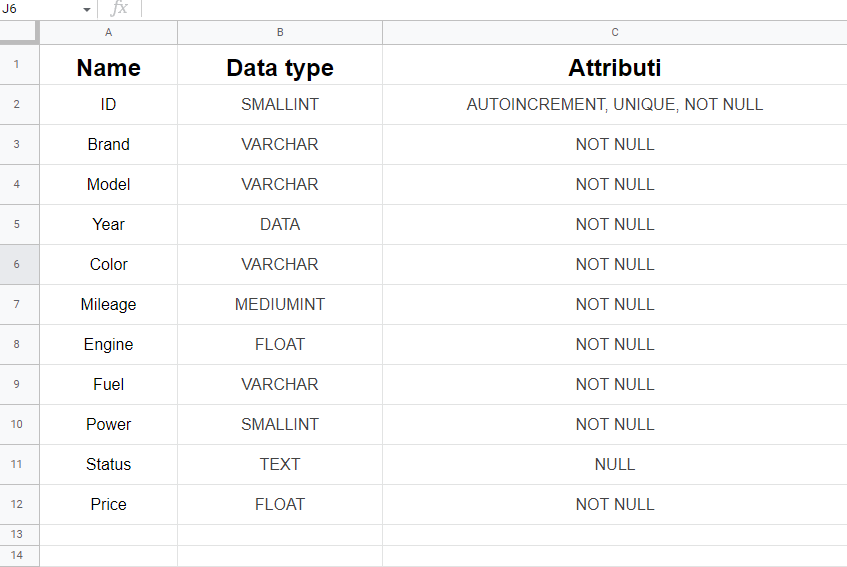 J6 fx
A B C
1 Name Data type Attributi
2 ID SMALLINT AUTOINCREMENT, UNIQUE, NOT NULL
3 Brand VARCHAR NOT NULL
4 Model VARCHAR NOT NULL
5 Year DATA NOT NULL
6 Color VARCHAR NOT NULL
7 Mileage MEDIUMINT NOT NULL
8 Engine FLOAT NOT NULL
9 Fuel VARCHAR NOT NULL
10 Power SMALLINT NOT NULL
11 Status TEXT NULL
12 Price FLOAT NOT NULL
13
14